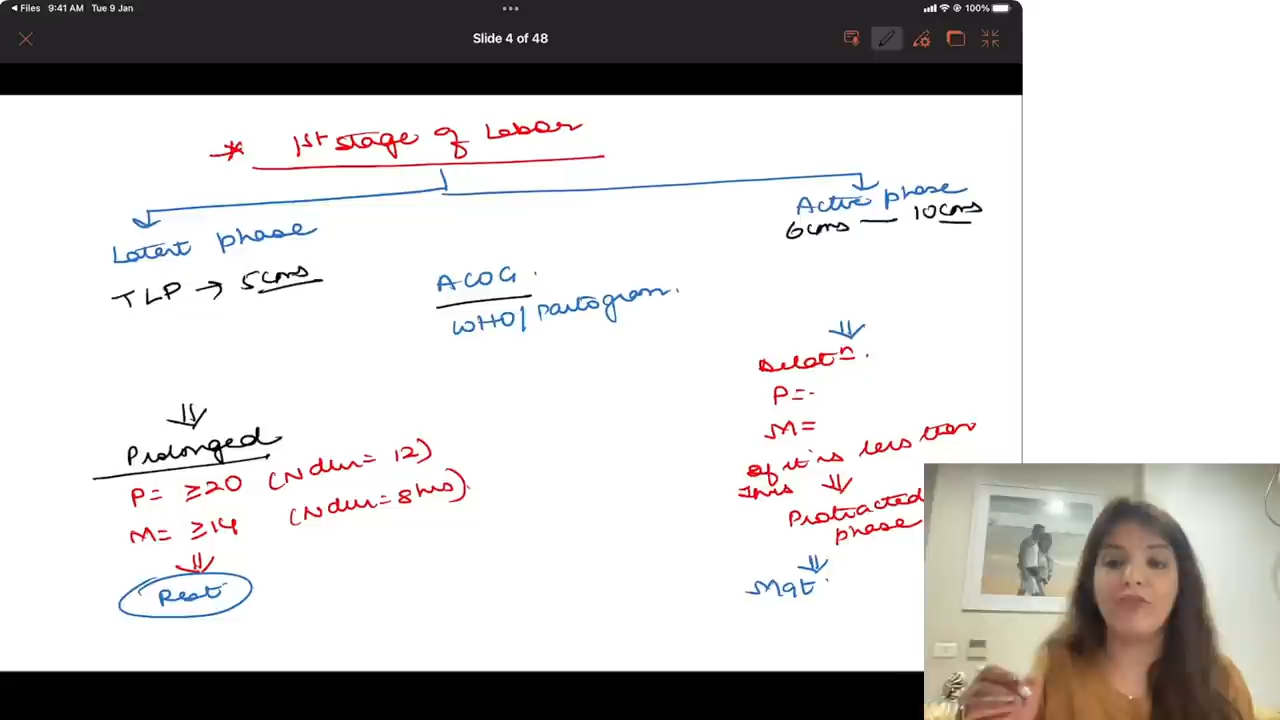 Files 9:41 AM Tue 9 Jan
100%
Slide 4 of 48
1st stage of Labor
Latent phase
TLP → 5cms
ACOG.
WHO/Partogram.
Active phase
6cms — 10cms
Prolonged
P= ≥20 (N dur= 12)
M= ≥14 (N dur= 8hrs).
Rest
Dilatn.
P=-
M=
If it is less then
this
Protracted
phase
Mgt.